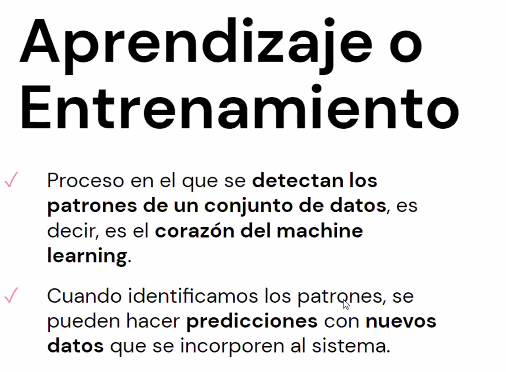 Aprendizaje o
Entrenamiento
✓ Proceso en el que se detectan los
patrones de un conjunto de datos, es
decir, es el corazón del machine
learning.
✓ Cuando identificamos los patrones, se
pueden hacer predicciones con nuevos
datos que se incorporen al sistema.